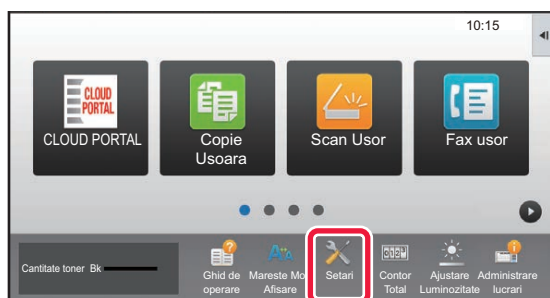 10:15
CLOUD
PORTAL
CLOUD PORTAL
Copie
Usoara
Scan Usor
Fax usor
Cantitate toner Bk
Ghid de
operare
Mareste Mo
Afisare
Setari
Contor
Total
Ajustare
Luminozitate
Administrare
lucrari